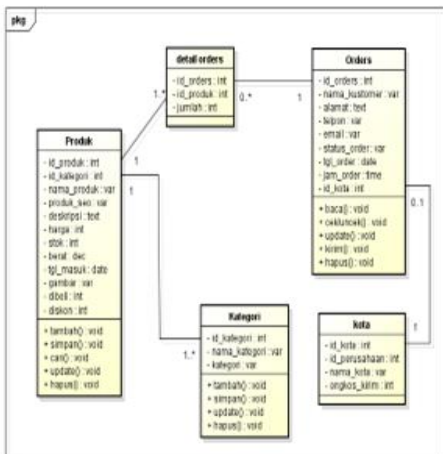 pkg
detail orders
- id_orders : int
- id_produk : int
- jumlah : int
Orders
- id_orders : int
- nama_kustomer : var
- alamat : text
- telpon : var
- email : var
- status_order : var
- tgl_order : date
- jam_order : time
- id_kota : int
+ baca() : void
+ : void
+ update() : void
+ kirim() : void
+ hapus() : void
1..*
0..*
1
Produk
- id_produk : int
- id_kategori : int
- nama_produk : var
- produk_seo : var
- deskripsi : text
- harga : int
- stok : int
- berat : dec
- tgl_masuk : date
- gambar : var
- dibeli : int
- diskon : int
+ tambah() : void
+ simpan() : void
+ cari() : void
+ update() : void
+ hapus() : void
1
1
0..1
1
1..*
Kategori
- id_kategori : int
- nama_kategori : var
- kategori : var
+ tambah() : void
+ simpan() : void
+ update() : void
+ hapus() : void
kota
- id_kota : int
- id_perusahaan : int
- nama_kota : var
- ongkos_kirim : int